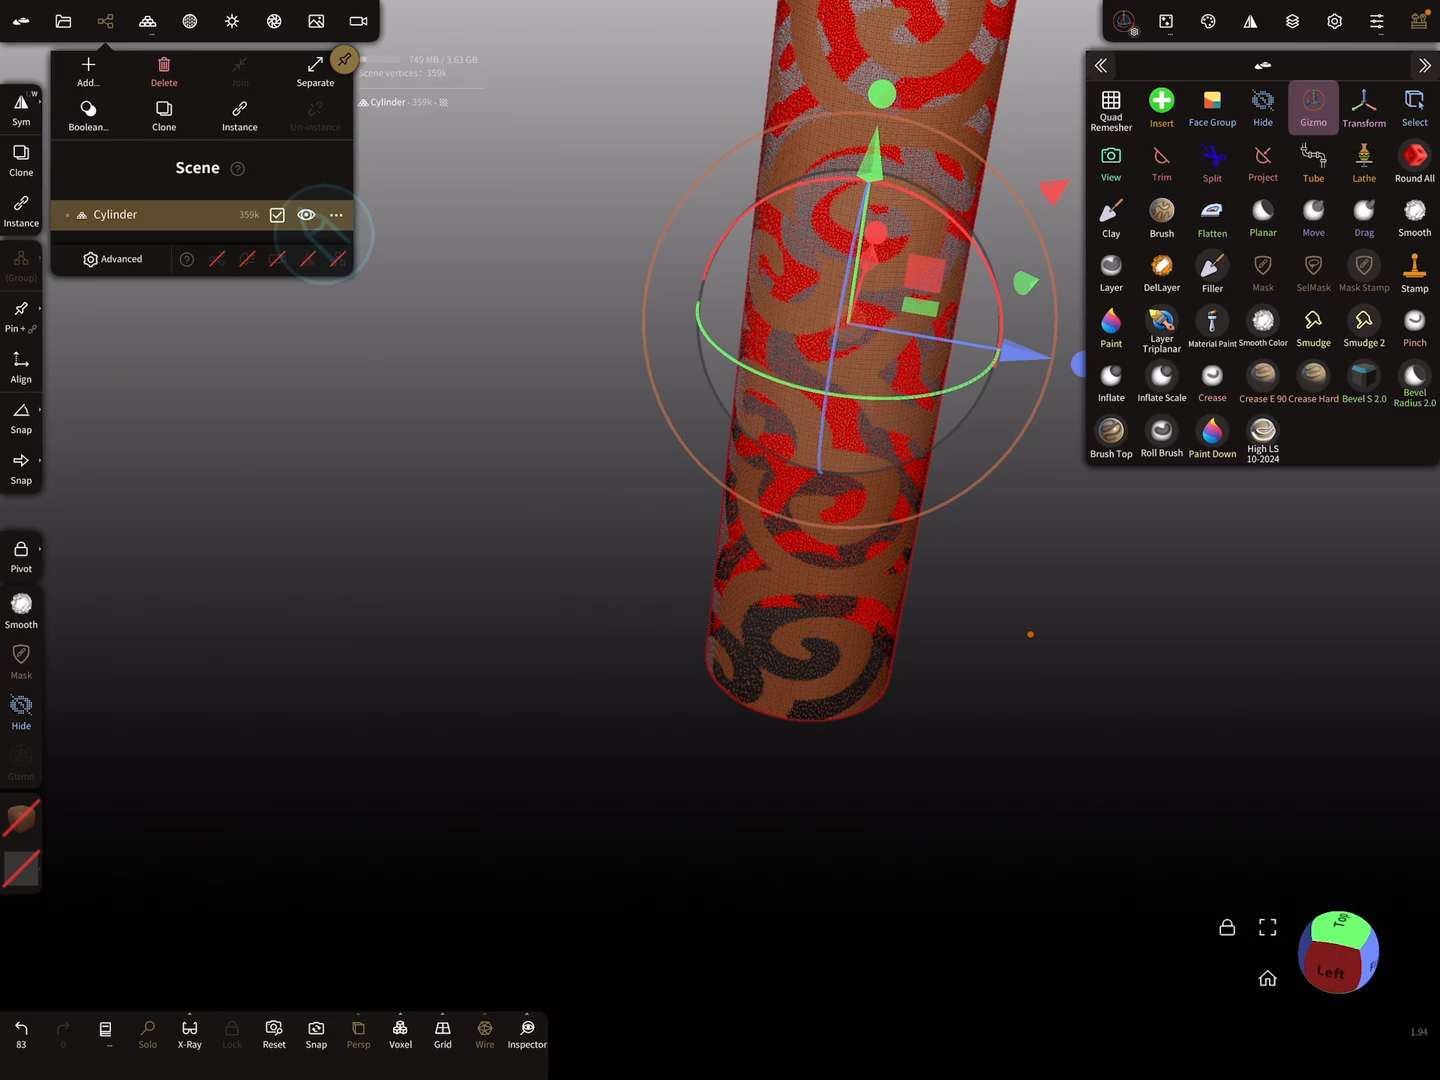 Add...
Delete
Join
Separate
Boolean...
Clone
Instance
Un-instance
Scene
Cylinder
359k
Advanced
749 MB / 3.63 GB
Scene vertices: 359k
Cylinder - 359k -
Sym
Clone
Instance
(Group)
Pin +
Align
Snap
Snap
Pivot
Smooth
Mask
Hide
Gizmo
Quad Remesher
Insert
Face Group
Hide
Gizmo
Transform
Select
View
Trim
Split
Project
Tube
Lathe
Round All
Clay
Brush
Flatten
Planar
Move
Drag
Smooth
Layer
DelLayer
Filler
Mask
SelMask
Mask Stamp
Stamp
Paint
Layer Triplanar
Material Paint
Smooth Color
Smudge
Smudge 2
Pinch
Inflate
Inflate Scale
Crease
Crease E 90
Crease Hard
Bevel S 2.0
Bevel Radius 2.0
Brush Top
Roll Brush
Paint Down
High LS 10-2024
Top
Left
83
0
...
Solo
X-Ray
Lock
Reset
Snap
Persp
Voxel
Grid
Wire
Inspector
1.94